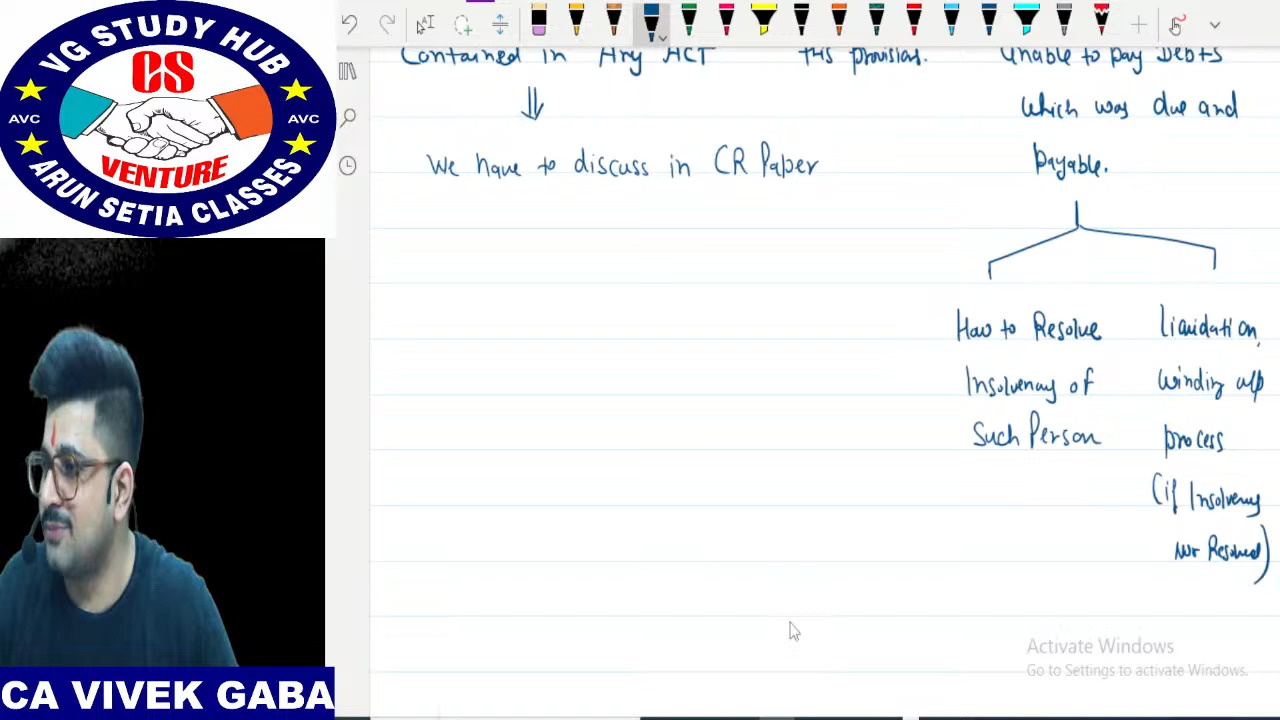 VG STUDY HUB
CS
AVC
AVC
VENTURE
ARUN SETIA CLASSES
CA VIVEK GABA
Contained in Any ACT
its provisions.
Unable to pay Debts
which was due and
payable.
We have to discuss in CR Paper
How to Resolve
Insolvency of
Such Person
liquidation,
winding up
process
(if Insolvency
not Resolved)
Activate Windows
Go to Settings to activate Windows.